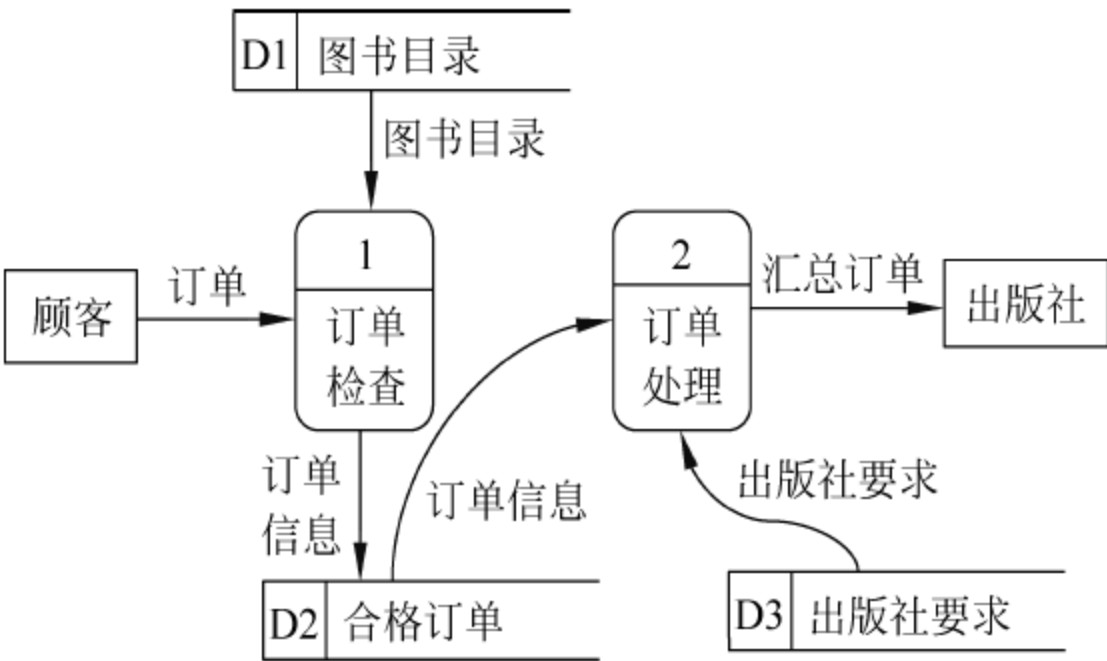 D1 图书目录
图书目录
1
2
订单
汇总订单
顾客
订单
检查
订单
处理
出版社
订单
信息
订单信息
出版社要求
D2 合格订单
D3 出版社要求